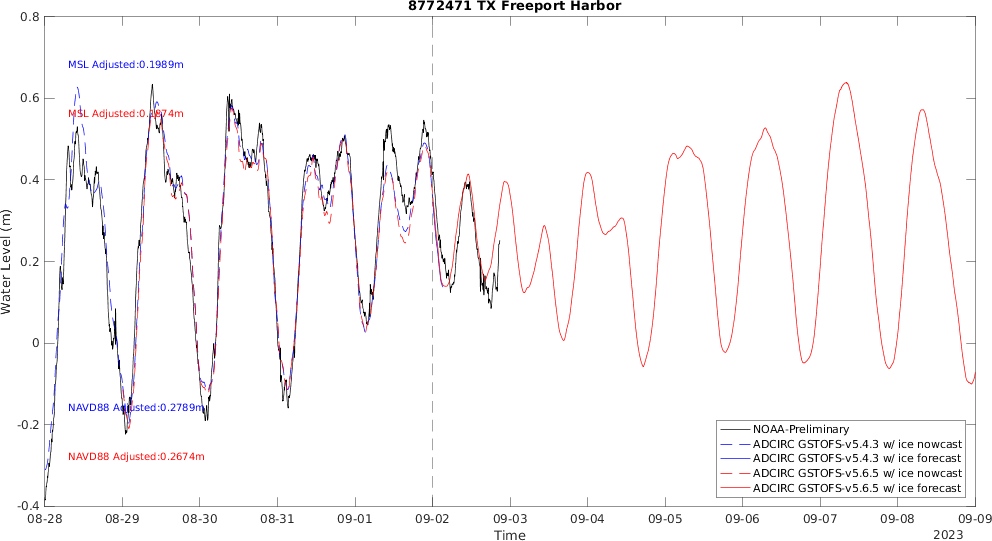 8772471 TX Freeport Harbor
0.8
0.6
0.4
0.2
0
-0.2
-0.4
Water Level (m)
MSL Adjusted:0.1989m
MSL Adjusted:0.1874m
NAVD88 Adjusted:0.2789m
NAVD88 Adjusted:0.2674m
NOAA-Preliminary
ADCIRC GSTOFS-v5.4.3 w/ ice nowcast
ADCIRC GSTOFS-v5.4.3 w/ ice forecast
ADCIRC GSTOFS-v5.6.5 w/ ice nowcast
ADCIRC GSTOFS-v5.6.5 w/ ice forecast
08-28 08-29 08-30 08-31 09-01 09-02 09-03 09-04 09-05 09-06 09-07 09-08 09-09
Time
2023